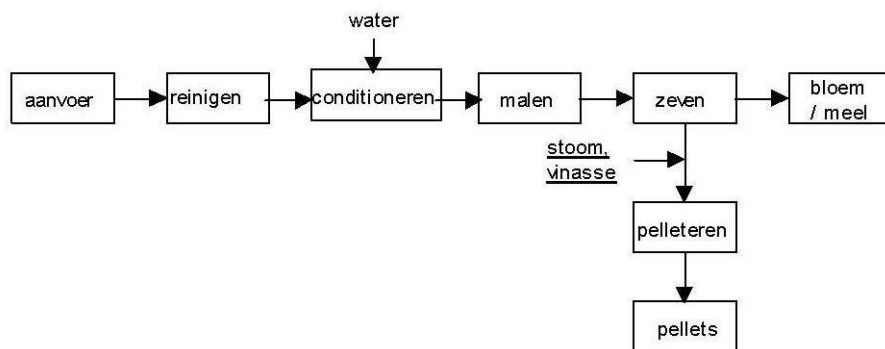 water
aanvoer
reinigen
conditioneren
malen
zeven
bloem
/ meel
stoom,
vinasse
pelleteren
pellets